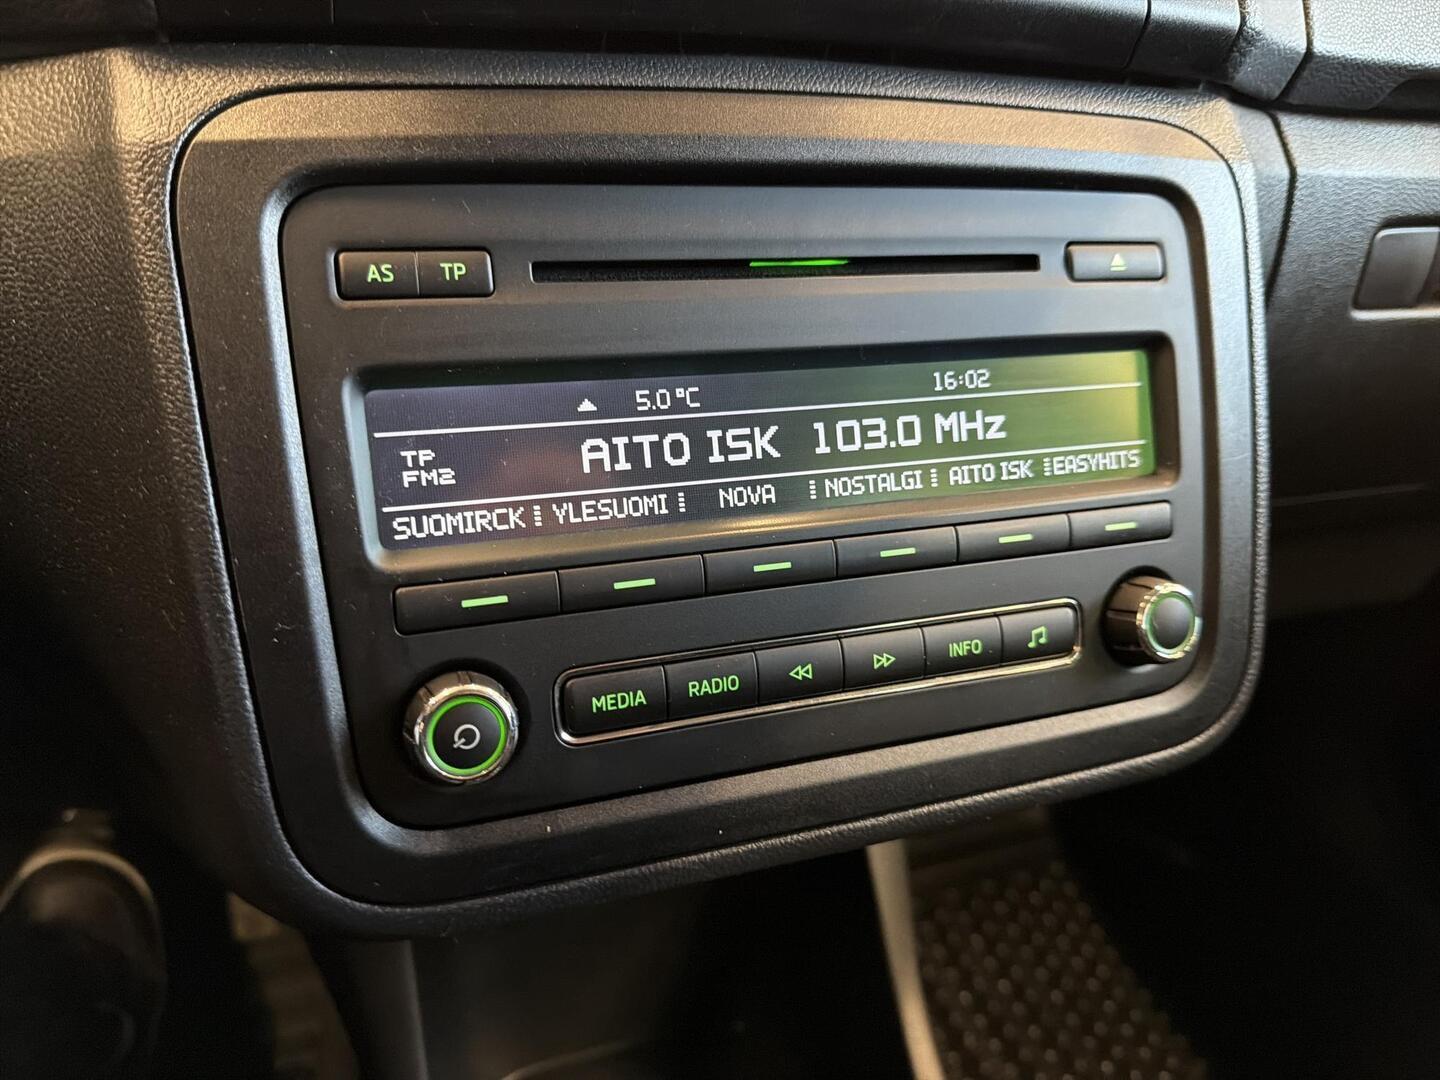 AS TP
5.0 °C 16:02
TP
FM2
AITO ISK 103.0 MHz
SUOMIRCK YLESUOMI NOVA NOSTALGI AITO ISK EASYHITS
MEDIA RADIO INFO